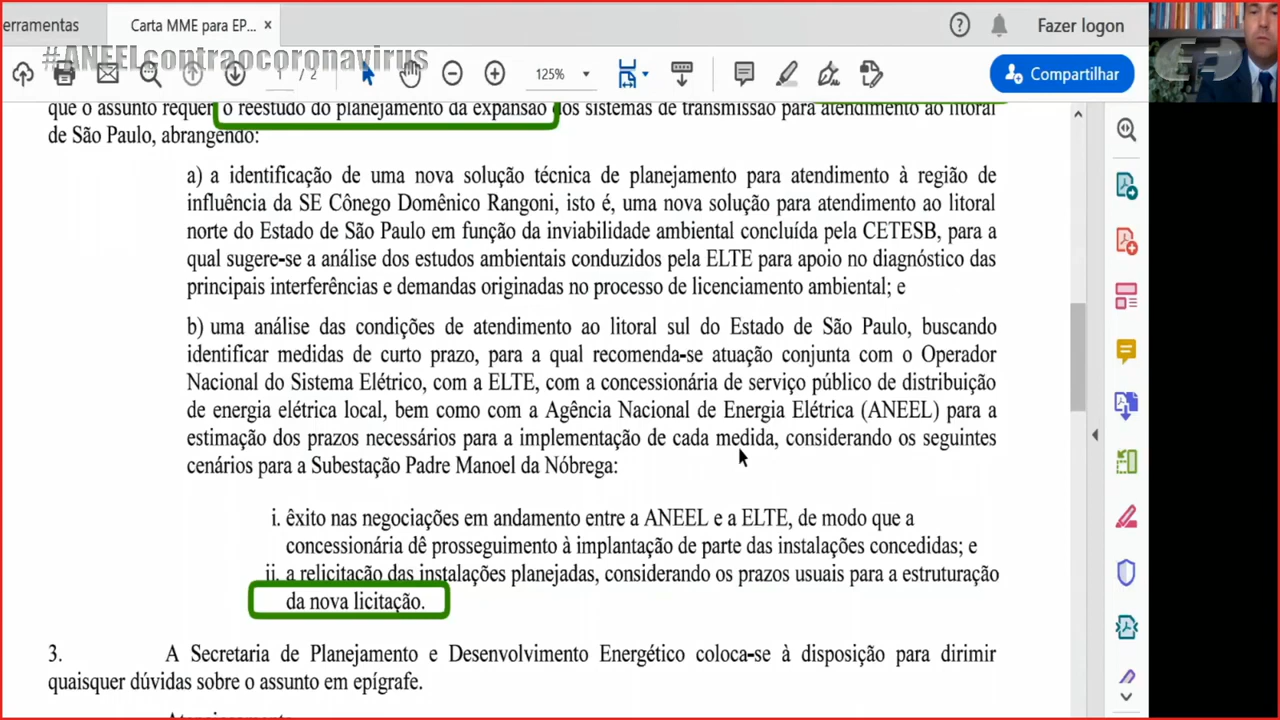 erramentas
Carta MME para EP... ×
Fazer logon
#ANEELcontraocoronavirus
1 / 2
125%
Compartilhar
que o assunto requer o reestudo do planejamento da expansão dos sistemas de transmissão para atendimento ao litoral
de São Paulo, abrangendo:
a) a identificação de uma nova solução técnica de planejamento para atendimento à região de
influência da SE Cônego Domênico Rangoni, isto é, uma nova solução para atendimento ao litoral
norte do Estado de São Paulo em função da inviabilidade ambiental concluída pela CETESB, para a
qual sugere-se a análise dos estudos ambientais conduzidos pela ELTE para apoio no diagnóstico das
principais interferências e demandas originadas no processo de licenciamento ambiental; e
b) uma análise das condições de atendimento ao litoral sul do Estado de São Paulo, buscando
identificar medidas de curto prazo, para a qual recomenda-se atuação conjunta com o Operador
Nacional do Sistema Elétrico, com a ELTE, com a concessionária de serviço público de distribuição
de energia elétrica local, bem como com a Agência Nacional de Energia Elétrica (ANEEL) para a
estimação dos prazos necessários para a implementação de cada medida, considerando os seguintes
cenários para a Subestação Padre Manoel da Nóbrega:
i. êxito nas negociações em andamento entre a ANEEL e a ELTE, de modo que a
concessionária dê prosseguimento à implantação de parte das instalações concedidas; e
ii. a relicitação das instalações planejadas, considerando os prazos usuais para a estruturação
da nova licitação.
3. A Secretaria de Planejamento e Desenvolvimento Energético coloca-se à disposição para dirimir
quaisquer dúvidas sobre o assunto em epígrafe.